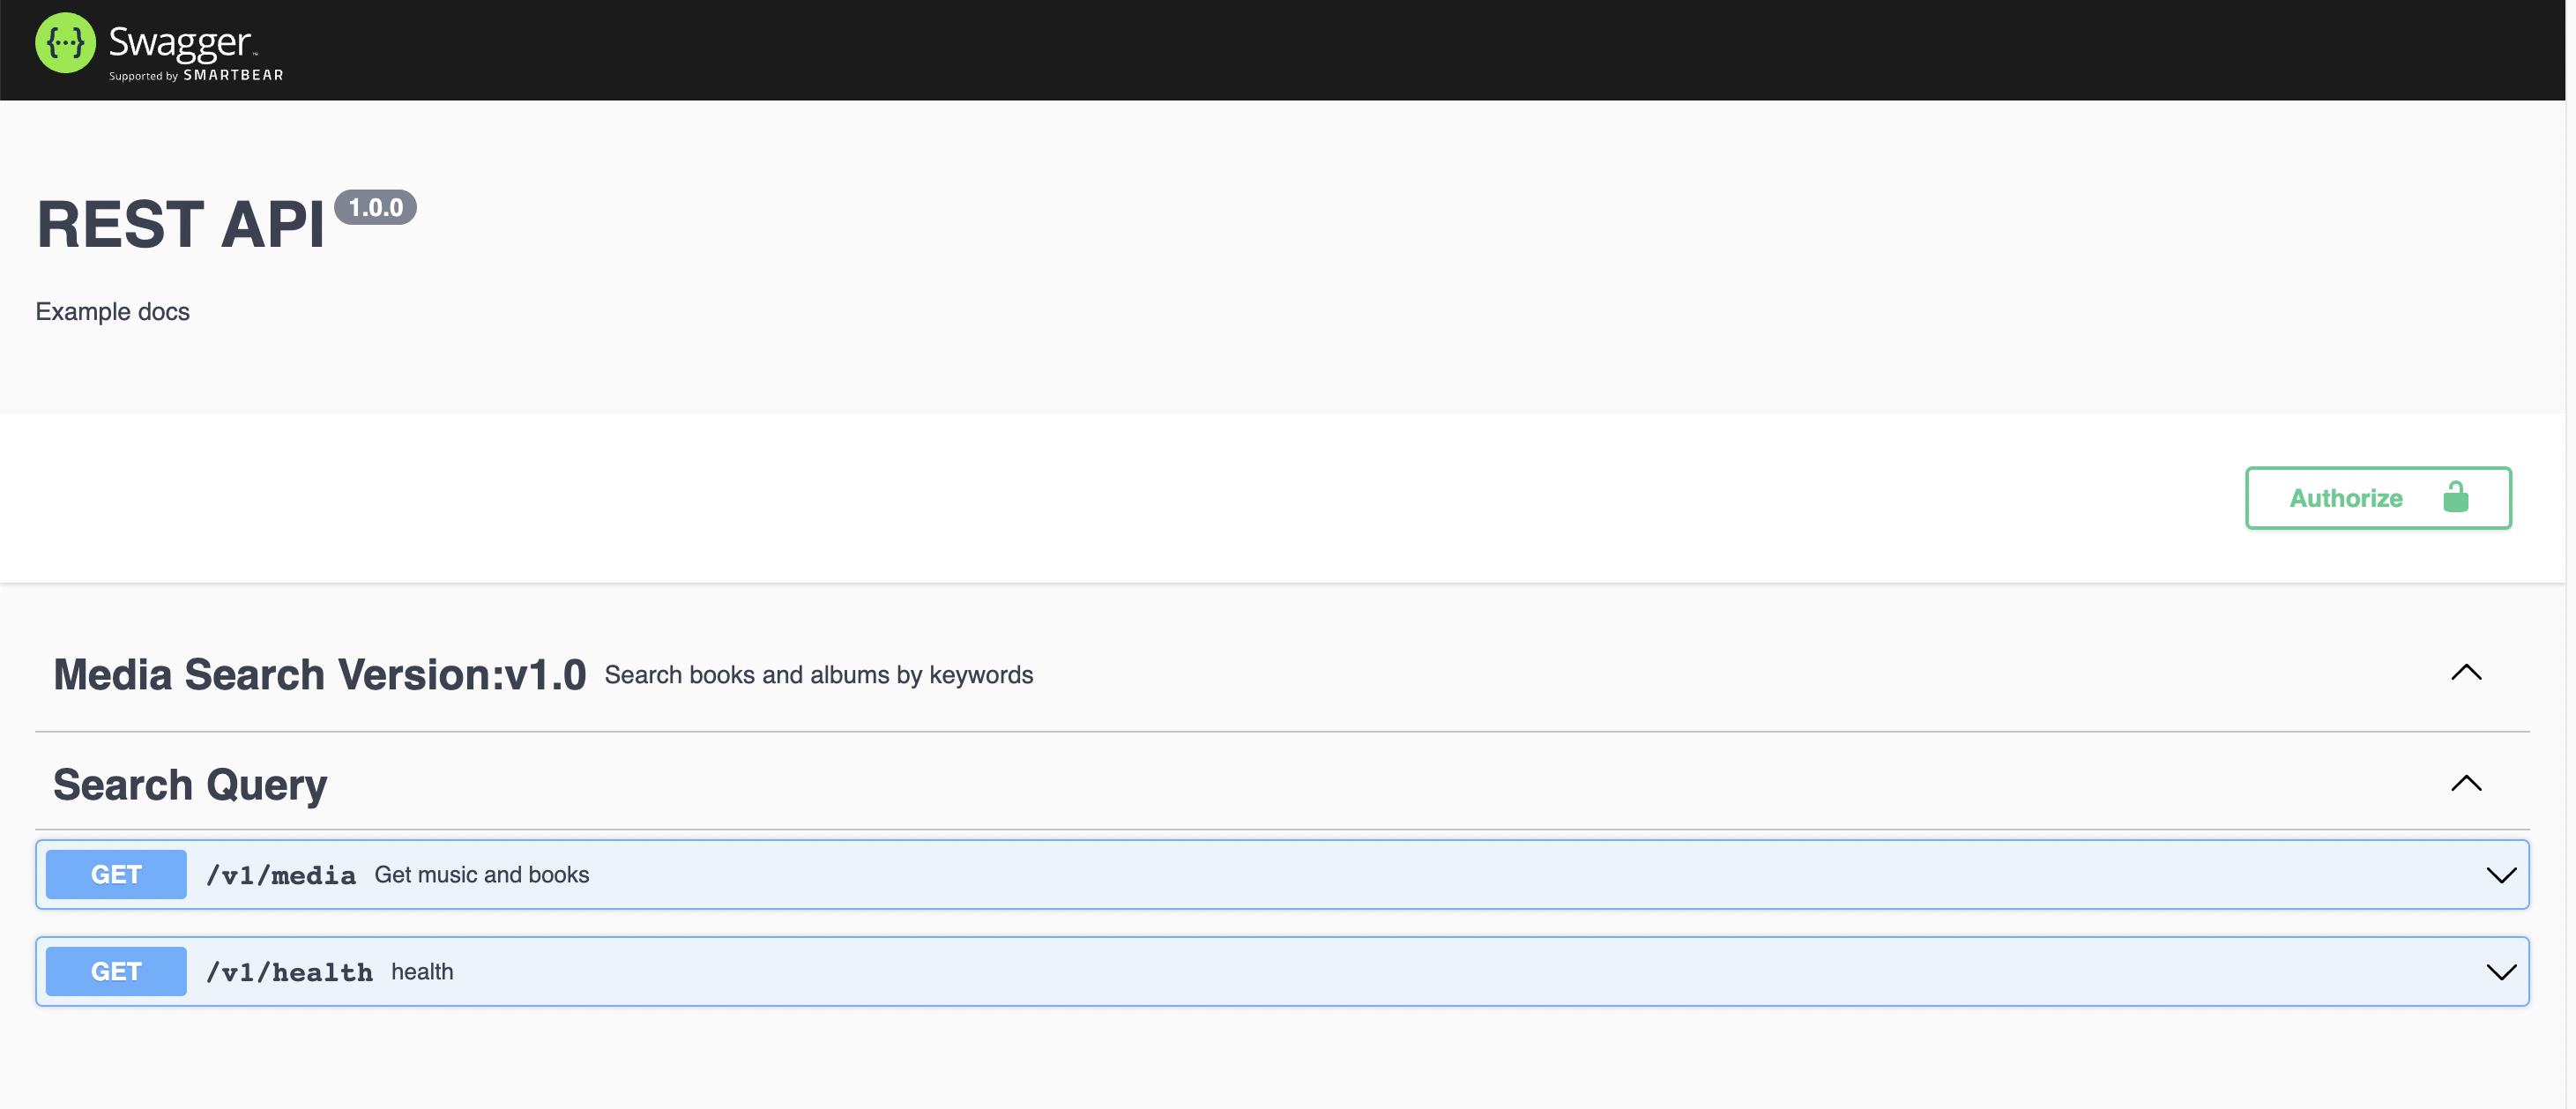 Swagger™
Supported by SMARTBEAR
REST API 1.0.0
Example docs
Authorize
Media Search Version:v1.0 Search books and albums by keywords
Search Query
GET /v1/media Get music and books
GET /v1/health health